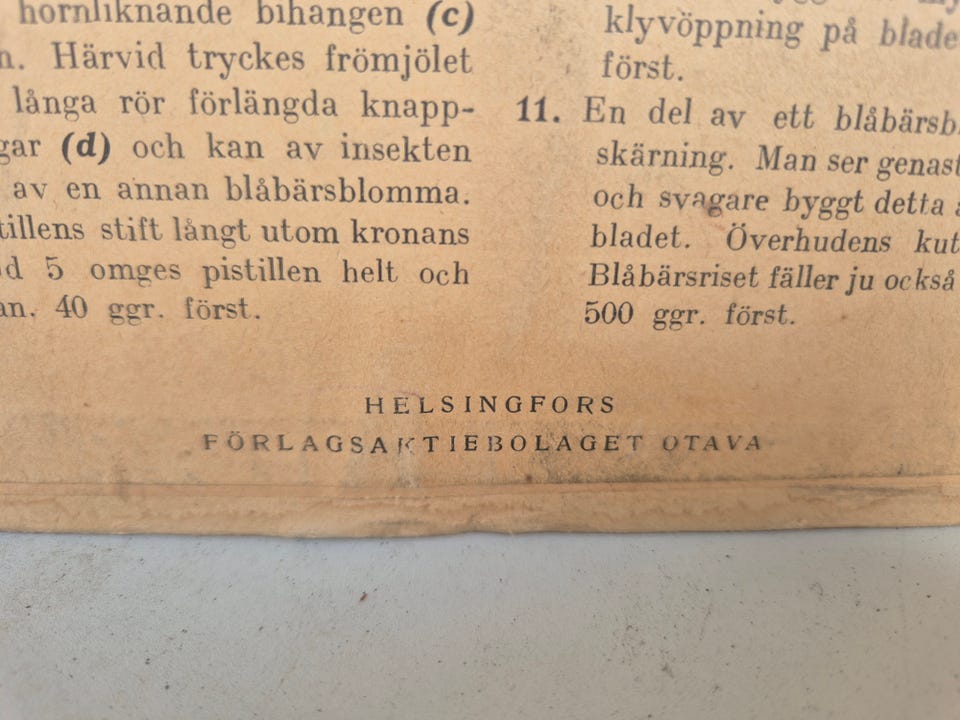 hornliknande bihangen (c)
Härvid tryckes frömjölet
långa rör förlängda knapp-
gar (d) och kan av insekten
av en annan blåbärsblomma.
tillens stift långt utom kronans
5 omges pistillen helt och
an. 40 ggr. först.
klyvöppning på blade
först.
11. En del av ett blåbärsbl
skärning. Man ser genast
och svagare byggt detta
bladet. Överhudens kut
Blåbärsriset fäller ju också
500 ggr. först.
HELSINGFORS
FÖRLAGSAKTIEBOLAGET OTAVA